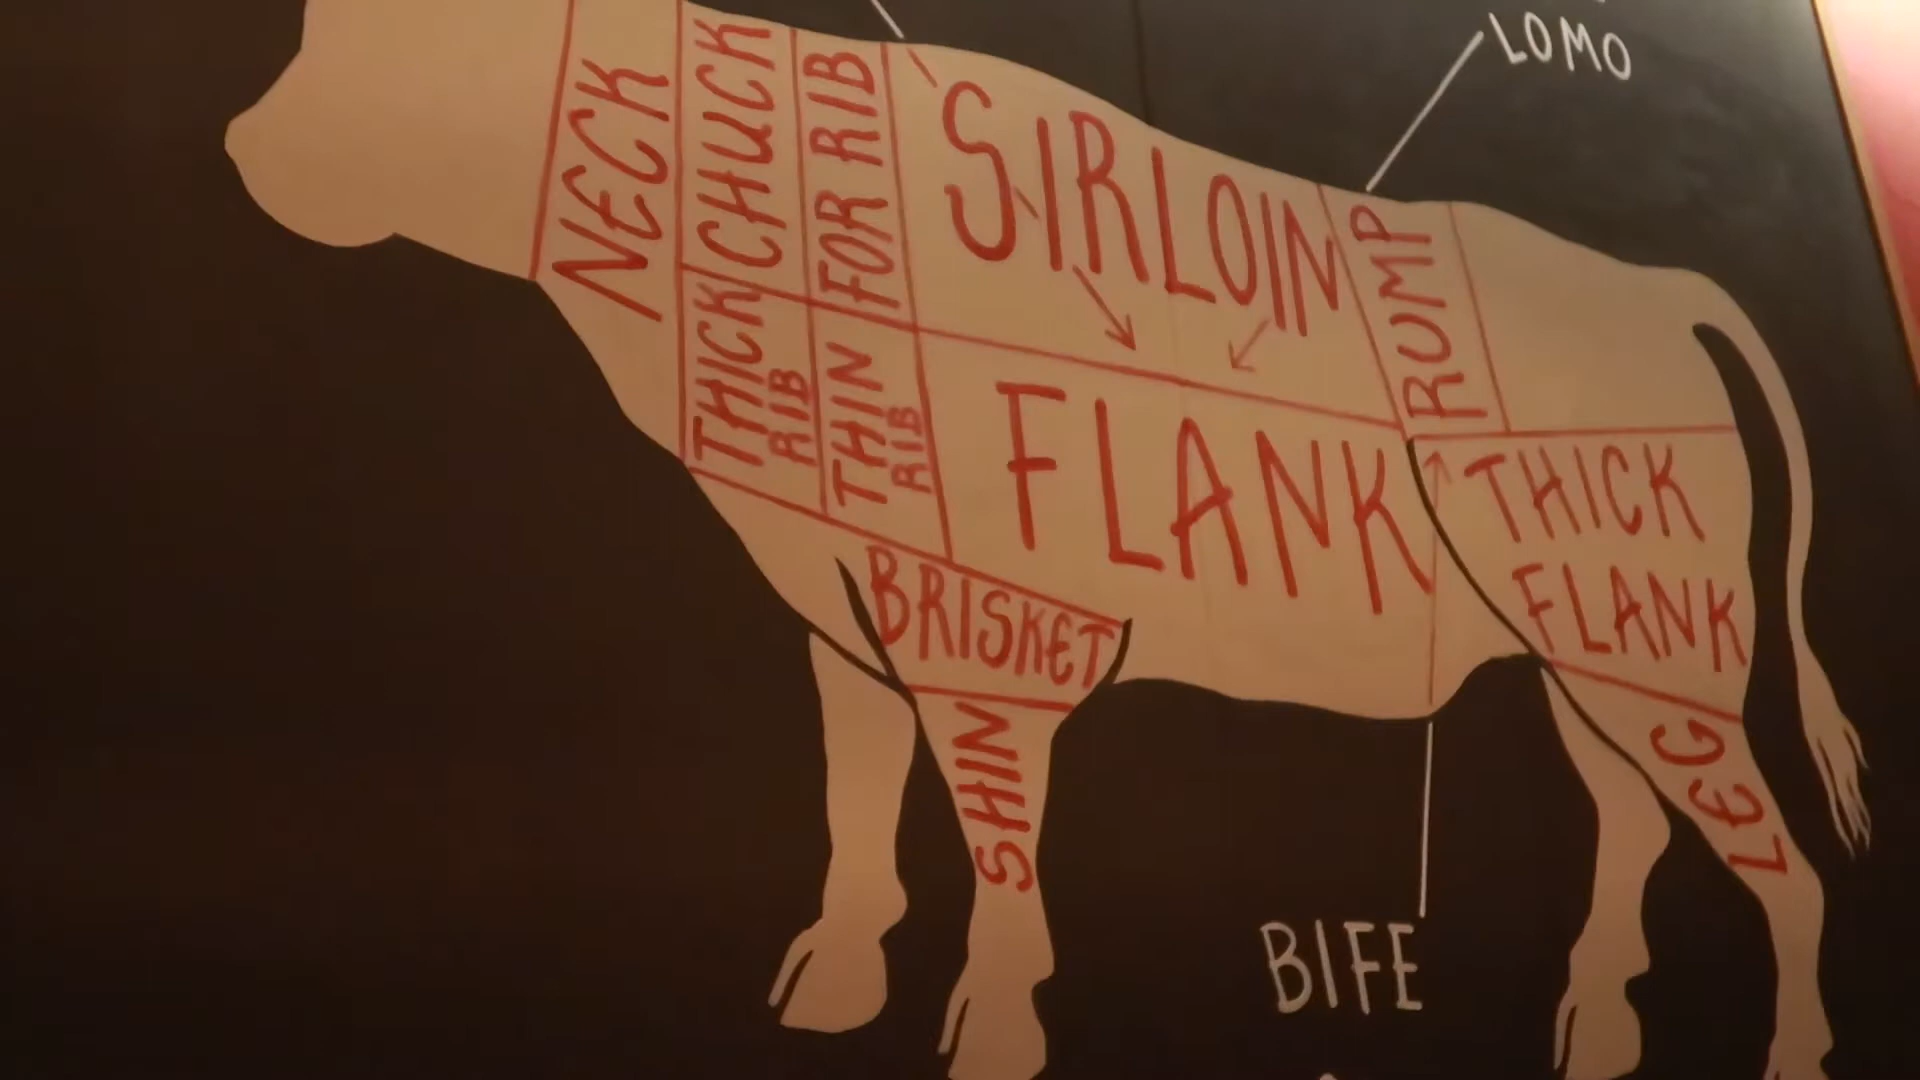 LOMO
NECK
CHUCK
FOR RIB
SIRLOIN
RUMP
THICK
RIB
THIN
RIB
FLANK
THICK
FLANK
BRISKET
SHIN
LEG
BIFE